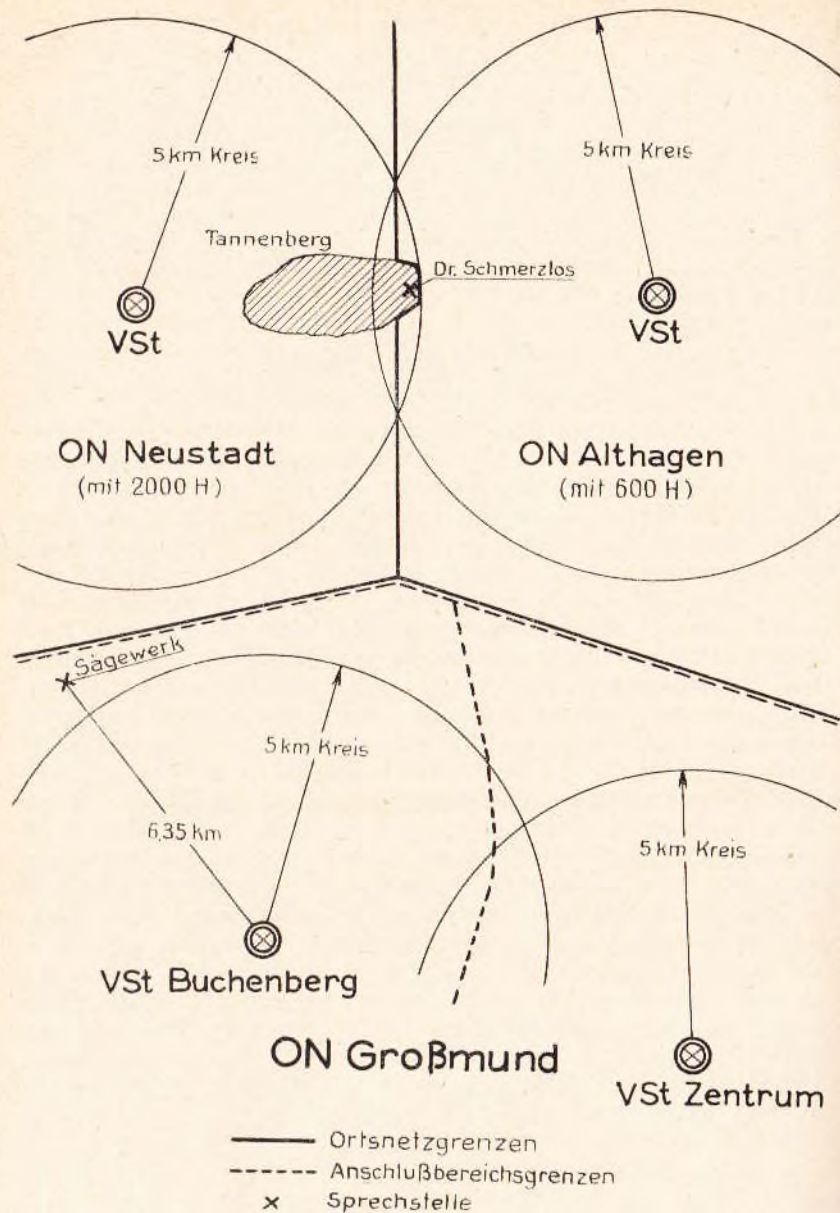 5 km Kreis
5 km Kreis
Tannenberg
Dr. Schmerzlos
VSt
VSt
ON Neustadt
(mit 2000 H)
ON Althagen
(mit 600 H)
Sägewerk
5 km Kreis
6,35 km
5 km Kreis
VSt Buchenberg
ON Großmund
VSt Zentrum
Ortsnetzgrenzen
Anschlußbereichsgrenzen
Sprechstelle